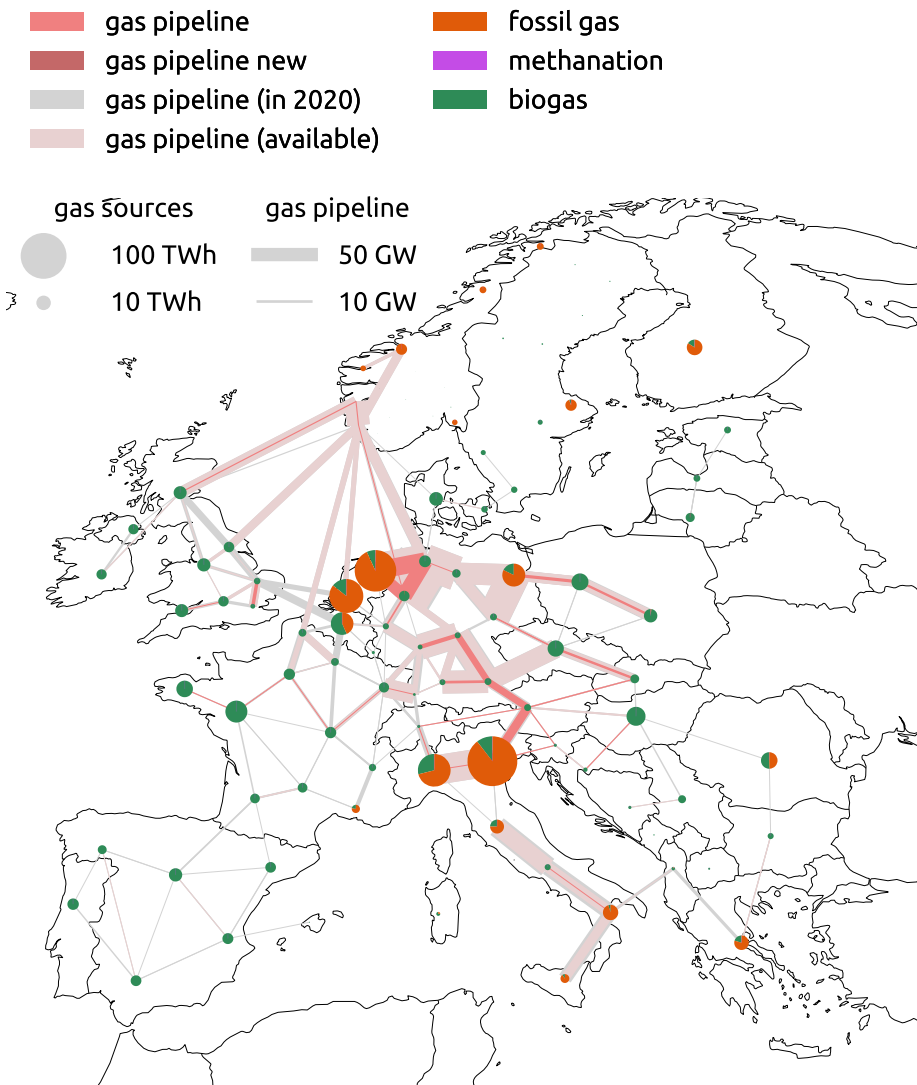 gas pipeline
gas pipeline new
gas pipeline (in 2020)
gas pipeline (available)
fossil gas
methanation
biogas
gas sources
100 TWh
10 TWh
gas pipeline
50 GW
10 GW